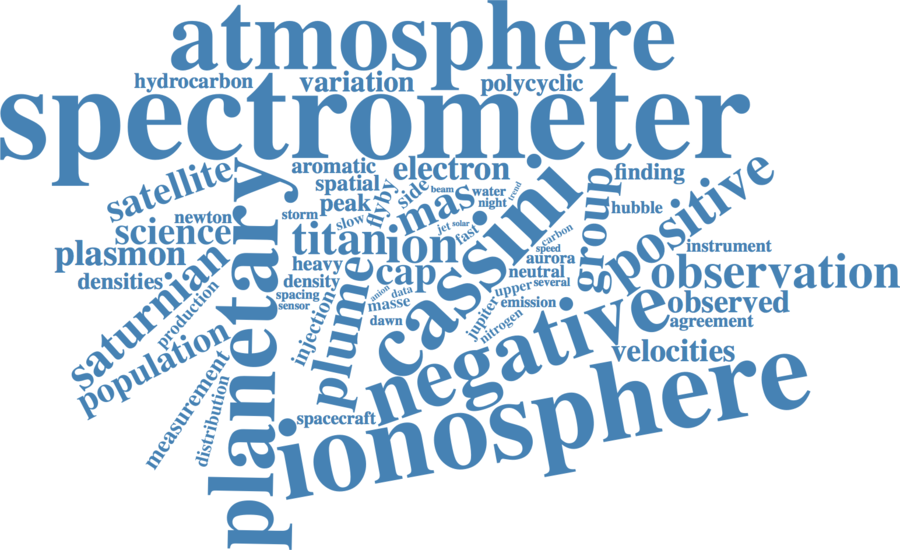 atmosphere
hydrocarbon
variation
polycyclic
spectrometer
satellite
aromatic
electron
finding
spatial
side
beam
water
trend
peak
flyby
mas
night
hubble
newton
storm
slow
jet
solar
fast
group
positive
science
titan
ion
cassini
carbon
speed
instrument
plasmon
heavy
cap
aurora
neutral
observation
densities
density
anion
data
several
saturnian
production
spacing
sensor
masse
upper
emission
observed
planetary
injection
plume
dawn
jupiter
nitrogen
negative
agreement
population
velocities
measurement
distribution
spacecraft
ionosphere